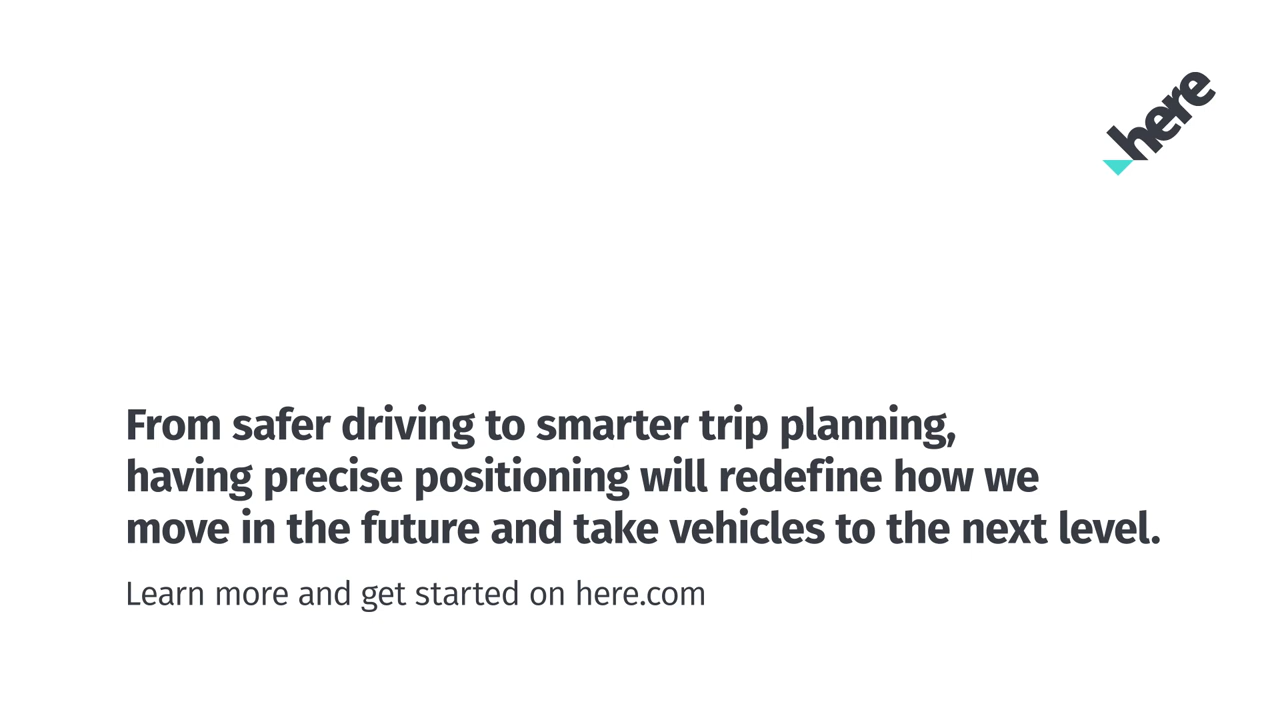 here
From safer driving to smarter trip planning,
having precise positioning will redefine how we
move in the future and take vehicles to the next level.
Learn more and get started on here.com